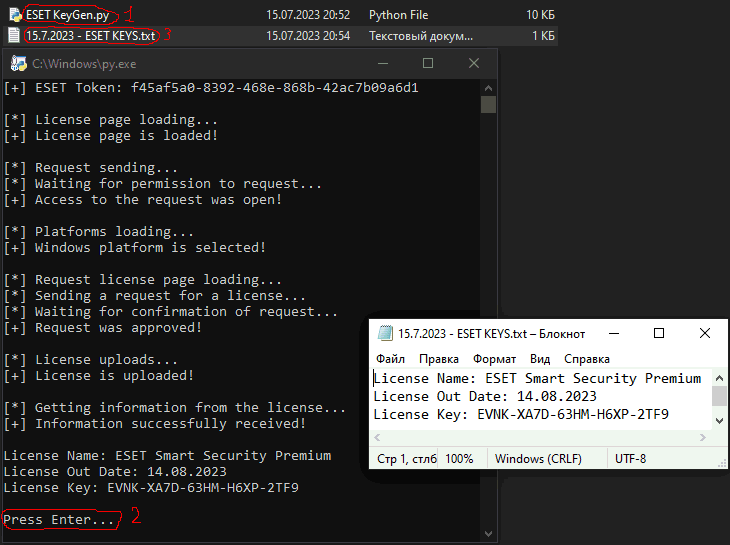 ESET KeyGen.py 1 15.07.2023 20:52 Python File 10 КБ
15.7.2023 - ESET KEYS.txt 3 15.07.2023 20:54 Текстовый докум... 1 КБ
C:\Windows\py.exe
[+] ESET Token: f45af5a0-8392-468e-868b-42ac7b09a6d1
[*] License page loading...
[+] License page is loaded!
[*] Request sending...
[*] Waiting for permission to request...
[+] Access to the request was open!
[*] Platforms loading...
[+] Windows platform is selected!
[*] Request license page loading...
[*] Sending a request for a license...
[*] Waiting for confirmation of request...
[+] Request was approved!
[*] License uploads...
[+] License is uploaded!
[*] Getting information from the license...
[+] Information successfully received!
License Name: ESET Smart Security Premium
License Out Date: 14.08.2023
License Key: EVNK-XA7D-63HM-H6XP-2TF9
Press Enter... 2
15.7.2023 - ESET KEYS.txt – Блокнот
Файл Правка Формат Вид Справка
License Name: ESET Smart Security Premium
License Out Date: 14.08.2023
License Key: EVNK-XA7D-63HM-H6XP-2TF9
Стр 1, стлб 100% Windows (CRLF) UTF-8